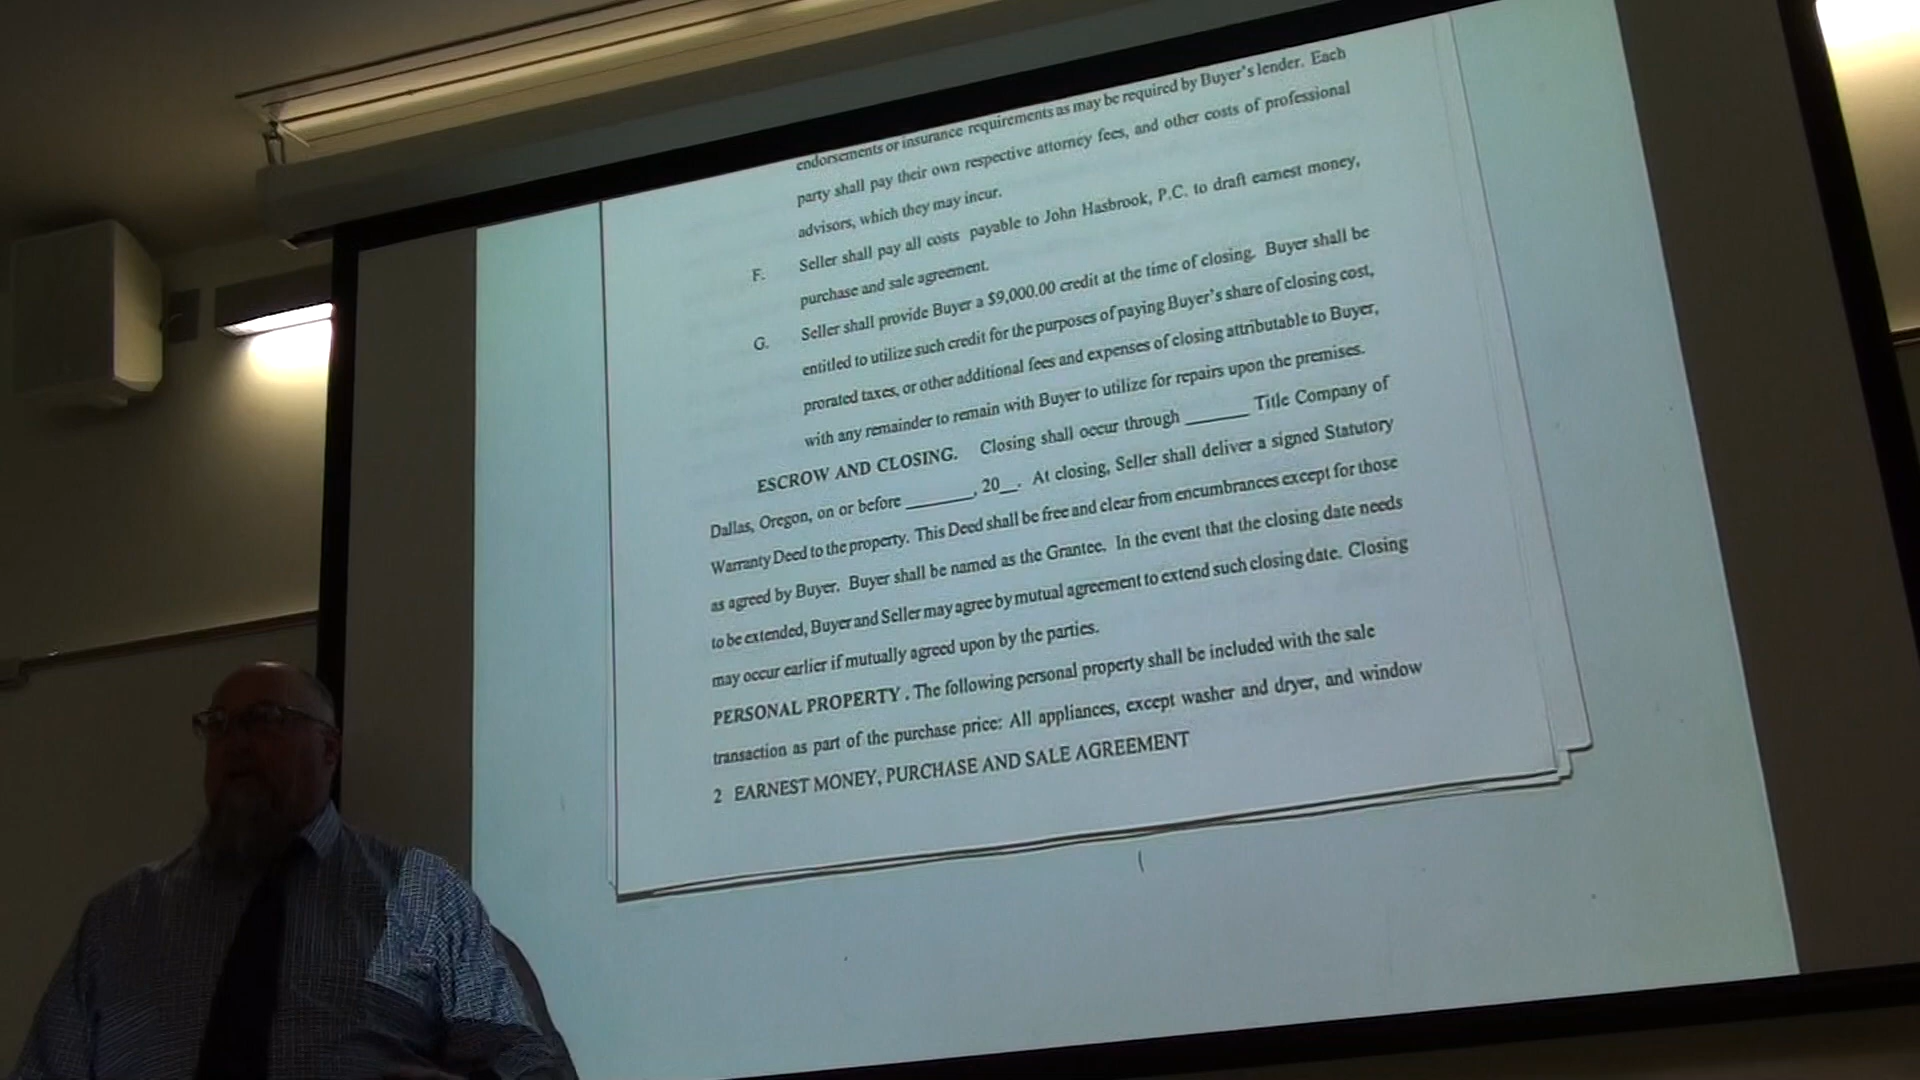 endorsements or insurance requirements as may be required by Buyer's lender. Each
party shall pay their own respective attorney fees, and other costs of professional
advisors, which they may incur.
F. Seller shall pay all costs payable to John Hasbrook, P.C. to draft earnest money,
purchase and sale agreement.
G. Seller shall provide Buyer a $9,000.00 credit at the time of closing. Buyer shall be
entitled to utilize such credit for the purposes of paying Buyer's share of closing cost,
prorated taxes, or other additional fees and expenses of closing attributable to Buyer,
with any remainder to remain with Buyer to utilize for repairs upon the premises.
ESCROW AND CLOSING. Closing shall occur through ______ Title Company of
Dallas, Oregon, on or before ______, 20__. At closing, Seller shall deliver a signed Statutory
Warranty Deed to the property. This Deed shall be free and clear from encumbrances except for those
as agreed by Buyer. Buyer shall be named as the Grantee. In the event that the closing date needs
to be extended, Buyer and Seller may agree by mutual agreement to extend such closing date. Closing
may occur earlier if mutually agreed upon by the parties.
PERSONAL PROPERTY. The following personal property shall be included with the sale
transaction as part of the purchase price: All appliances, except washer and dryer, and window
2 EARNEST MONEY, PURCHASE AND SALE AGREEMENT